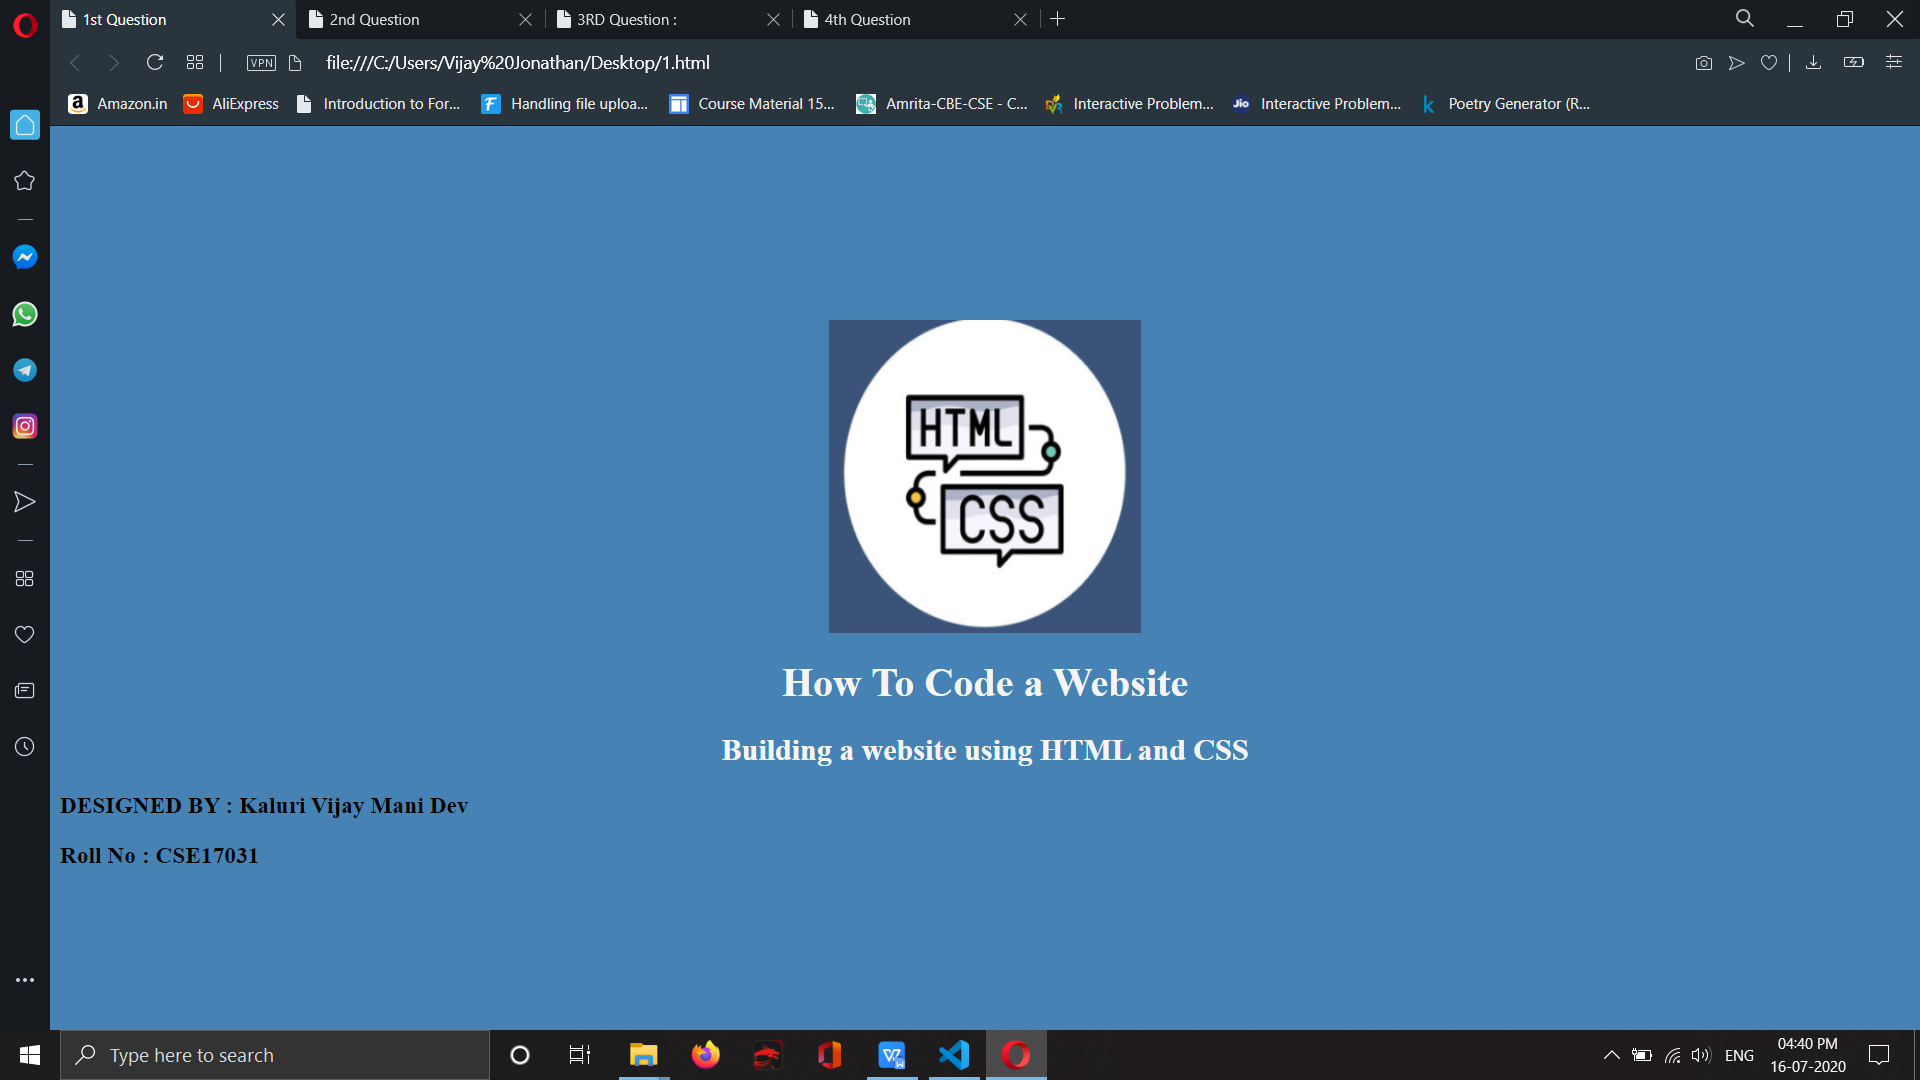 1st Question
2nd Question
3RD Question :
4th Question
VPN
file:///C:/Users/Vijay%20Jonathan/Desktop/1.html
Amazon.in
AliExpress
Introduction to For...
Handling file uploa...
Course Material 15...
Amrita-CBE-CSE - C...
Interactive Problem...
Jio
Interactive Problem...
Poetry Generator (R...
HTML
CSS
How To Code a Website
Building a website using HTML and CSS
DESIGNED BY : Kaluri Vijay Mani Dev
Roll No : CSE17031
Type here to search
ENG
04:40 PM
16-07-2020